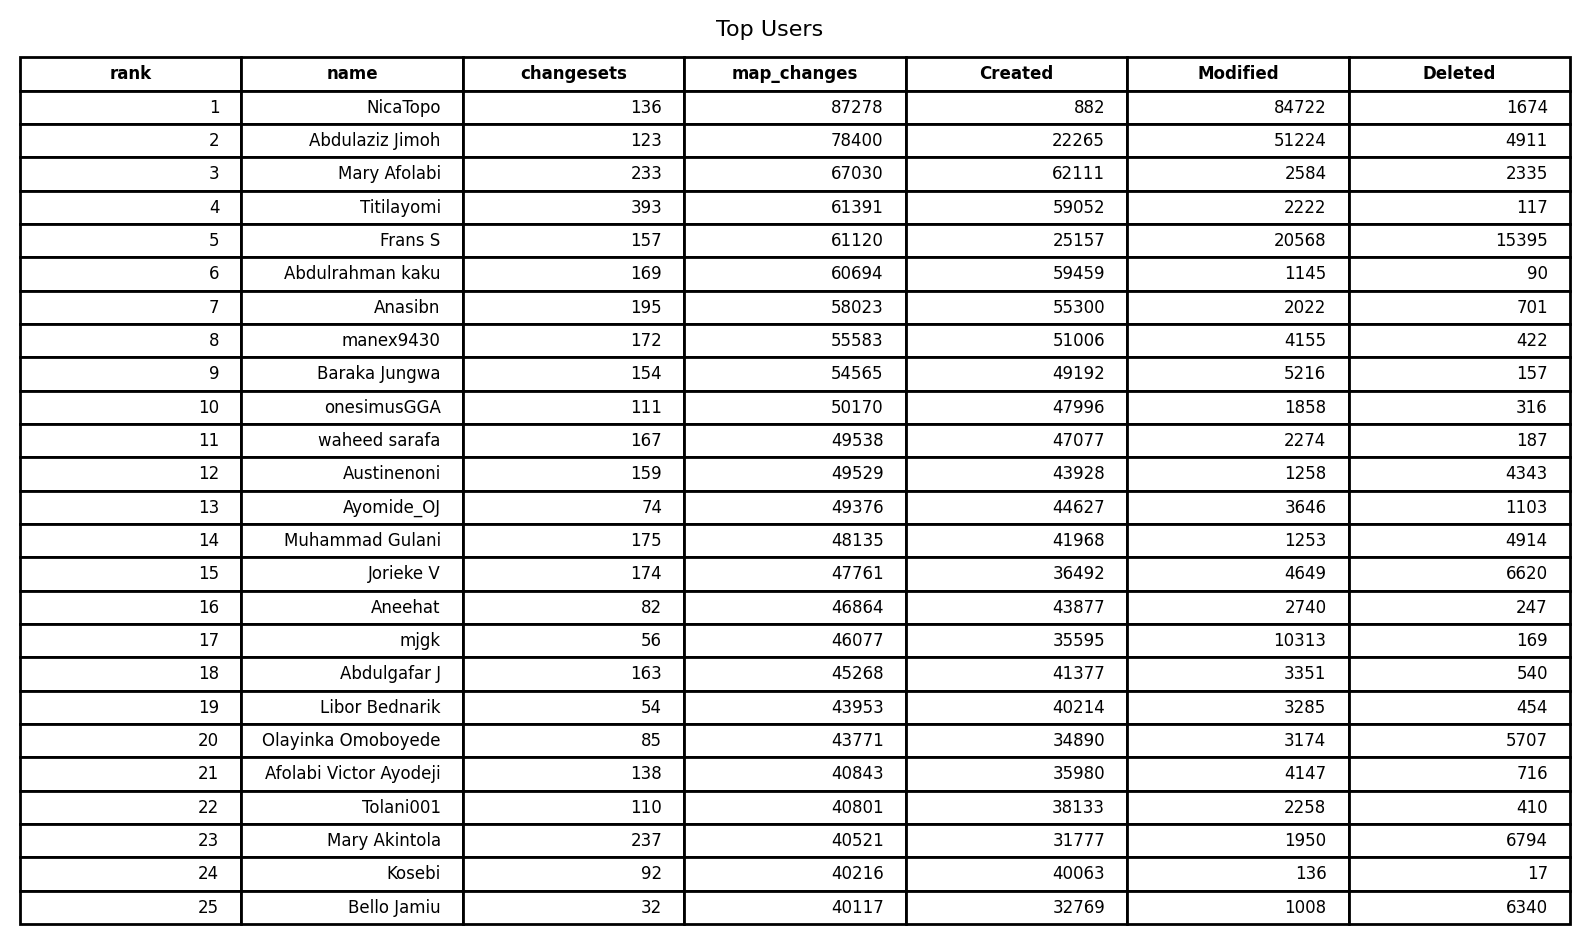 Top Users
rank name changesets map_changes Created Modified Deleted
1 NicaTopo 136 87278 882 84722 1674
2 Abdulaziz Jimoh 123 78400 22265 51224 4911
3 Mary Afolabi 233 67030 62111 2584 2335
4 Titilayomi 393 61391 59052 2222 117
5 Frans S 157 61120 25157 20568 15395
6 Abdulrahman kaku 169 60694 59459 1145 90
7 Anasibn 195 58023 55300 2022 701
8 manex9430 172 55583 51006 4155 422
9 Baraka Jungwa 154 54565 49192 5216 157
10 onesimusGGA 111 50170 47996 1858 316
11 waheed sarafa 167 49538 47077 2274 187
12 Austinenoni 159 49529 43928 1258 4343
13 Ayomide_OJ 74 49376 44627 3646 1103
14 Muhammad Gulani 175 48135 41968 1253 4914
15 Jorieke V 174 47761 36492 4649 6620
16 Aneehat 82 46864 43877 2740 247
17 mjgk 56 46077 35595 10313 169
18 Abdulgafar J 163 45268 41377 3351 540
19 Libor Bednarik 54 43953 40214 3285 454
20 Olayinka Omoboyede 85 43771 34890 3174 5707
21 Afolabi Victor Ayodeji 138 40843 35980 4147 716
22 Tolani001 110 40801 38133 2258 410
23 Mary Akintola 237 40521 31777 1950 6794
24 Kosebi 92 40216 40063 136 17
25 Bello Jamiu 32 40117 32769 1008 6340